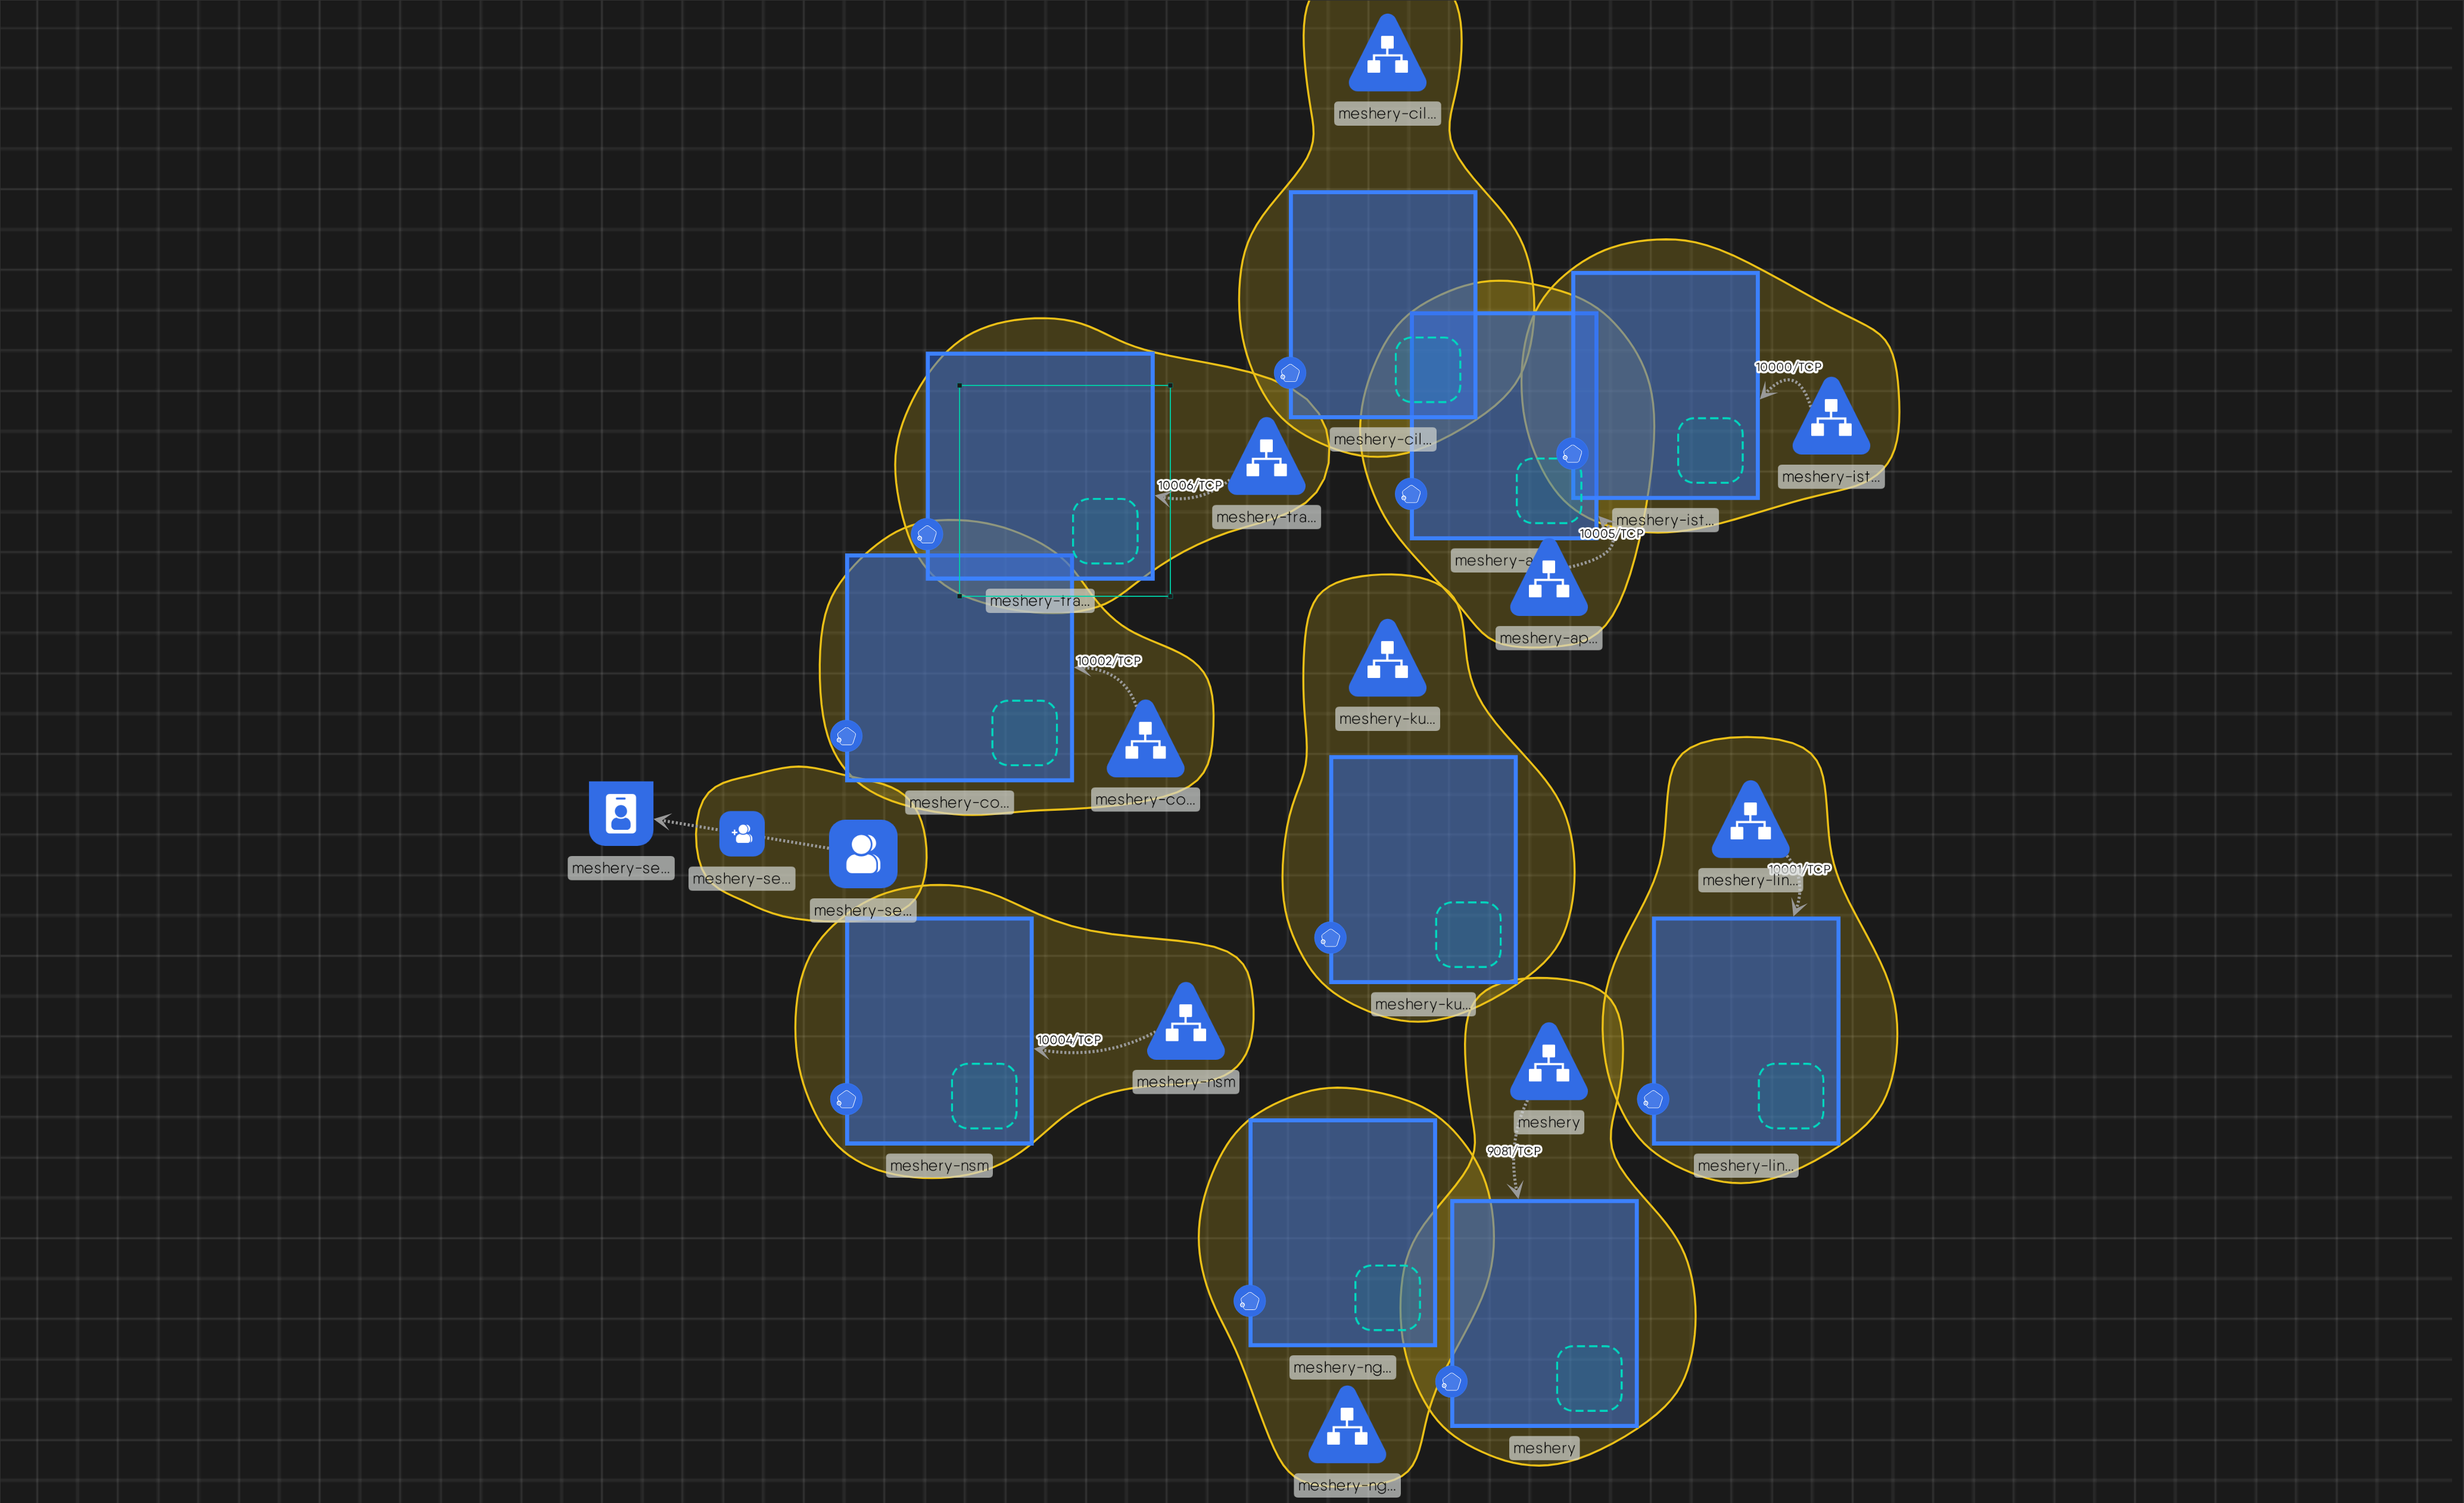 meshery-cil...
10000/TCP
meshery-cil...
meshery-ist...
10006/TCP
meshery-tra...
meshery-ist...
10005/TCP
meshery-a
meshery-tra...
meshery-ap...
10002/TCP
meshery-ku...
meshery-co...
meshery-co...
meshery-se...
meshery-se...
10001/TCP
meshery-lin...
meshery-se...
meshery-ku...
10004/TCP
meshery-nsm
meshery
9081/TCP
meshery-nsm
meshery-lin...
meshery-ng...
meshery
meshery-ng...